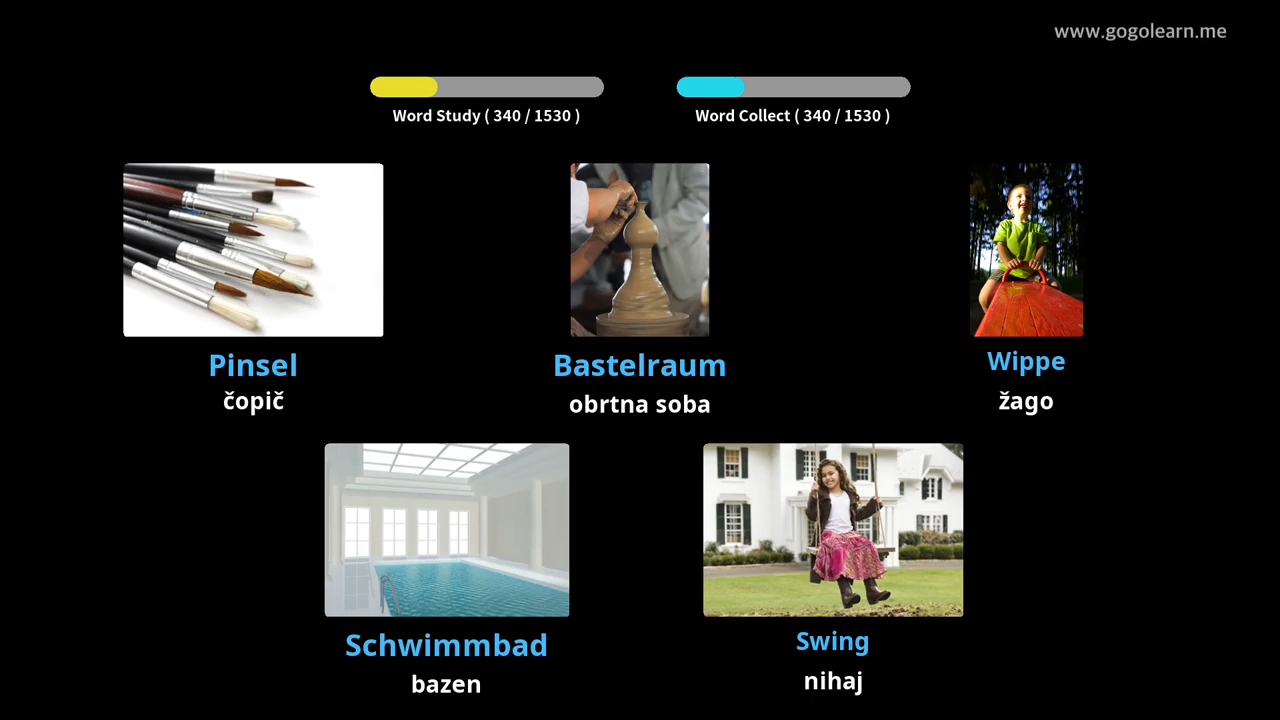 www.gogolearn.me
Word Study ( 340 / 1530 )
Word Collect ( 340 / 1530 )
Pinsel
čopič
Bastelraum
obrtna soba
Wippe
žago
Schwimmbad
bazen
Swing
nihaj